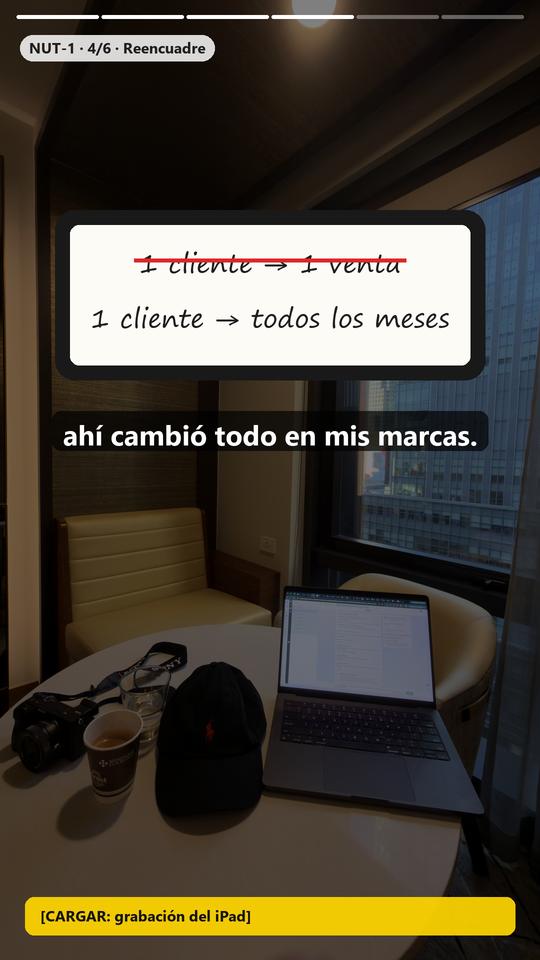 NUT-1 · 4/6 · Reencuadre
1 cliente → 1 venta
1 cliente → todos los meses
ahí cambió todo en mis marcas.
SONY
[CARGAR: grabación del iPad]